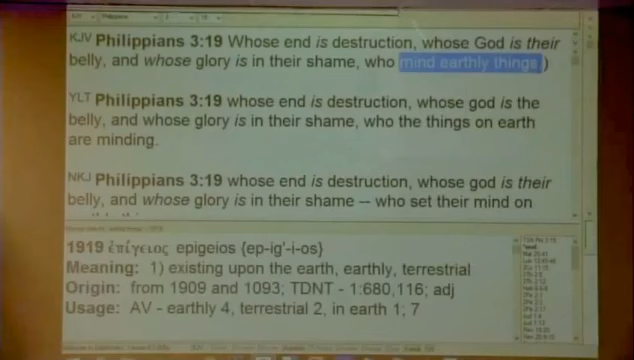 KJV Philippians 3:19 Whose end is destruction, whose God is their
belly, and whose glory is in their shame, who mind earthly things.)
YLT Philippians 3:19 whose end is destruction, whose god is the
belly, and whose glory is in their shame, who the things on earth
are minding.
NKJ Philippians 3:19 whose end is destruction, whose god is their
belly, and whose glory is in their shame -- who set their mind on
1919 ἐπίγειος epigeios {ep-ig'-i-os}
Meaning: 1) existing upon the earth, earthly, terrestrial
Origin: from 1909 and 1093; TDNT - 1:680,116; adj
Usage: AV - earthly 4, terrestrial 2, in earth 1; 7